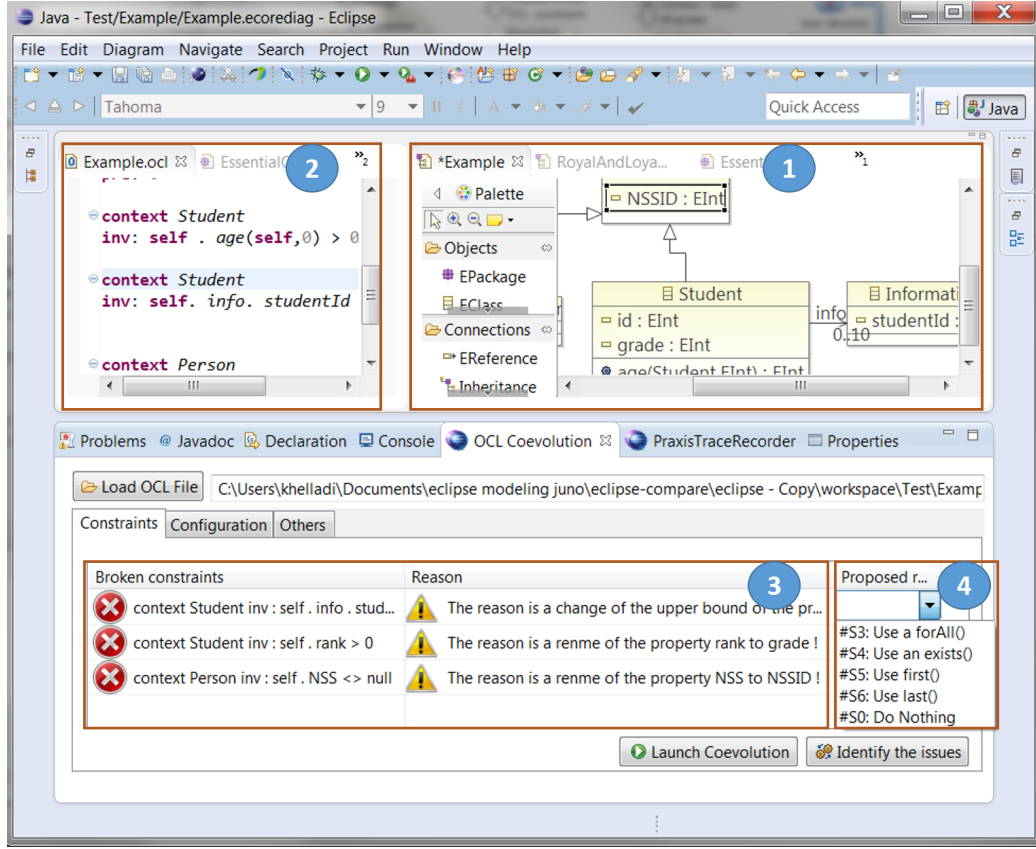 Java - Test/Example/Example.ecorediag - Eclipse
File Edit Diagram Navigate Search Project Run Window Help
Tahoma 9 B I A Quick Access Java
Example.ocl EssentialO 2 »2
*Example RoyalAndLoya... Essent 1 »1
context Student
inv: self . age(self,0) > 0
context Student
inv: self. info. studentId
context Person
Palette
Objects
EPackage
EClass
Connections
EReference
Inheritance
NSSID : EInt
Student
id : EInt
grade : EInt
age(Student EInt) : EInt
info
0..10
Informati
studentId :
Problems @ Javadoc Declaration Console OCL Coevolution PraxisTraceRecorder Properties
Load OCL File C:\Users\khelladi\Documents\eclipse modeling juno\eclipse-compare\eclipse - Copy\workspace\Test\Examp
Constraints Configuration Others
Broken constraints Reason 3 Proposed r... 4
context Student inv : self . info . stud... The reason is a change of the upper bound of the pr...
context Student inv : self . rank > 0 The reason is a renme of the property rank to grade !
context Person inv : self . NSS <> null The reason is a renme of the property NSS to NSSID !
#S3: Use a forAll()
#S4: Use an exists()
#S5: Use first()
#S6: Use last()
#S0: Do Nothing
Launch Coevolution Identify the issues